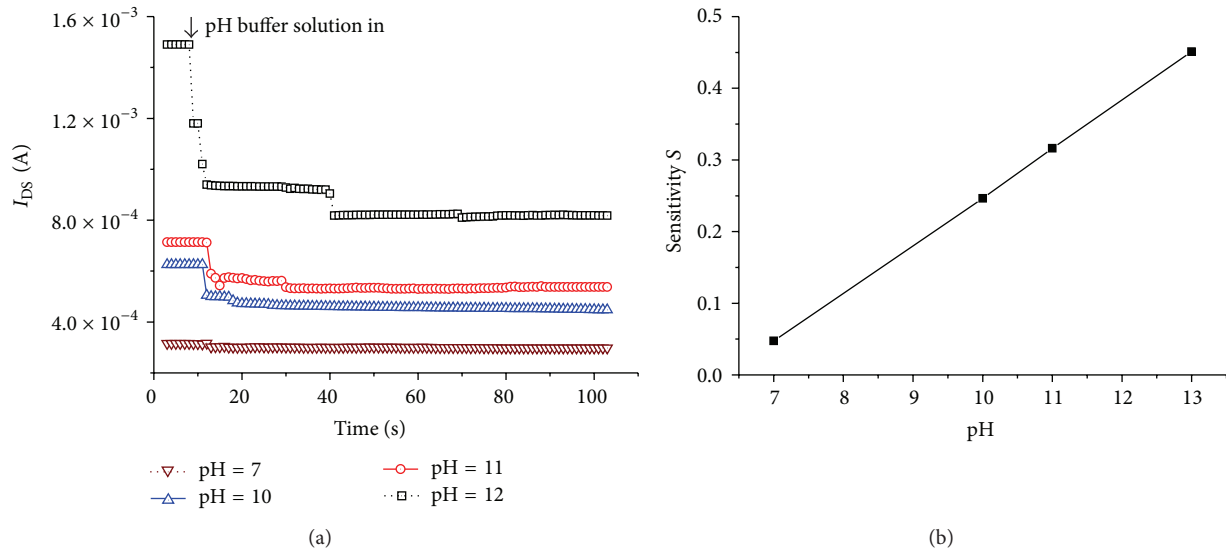 1.6 × 10⁻³
pH buffer solution in
1.2 × 10⁻³
8.0 × 10⁻⁴
4.0 × 10⁻⁴
I_DS (A)
0 20 40 60 80 100
Time (s)
pH = 7
pH = 10
pH = 11
pH = 12
(a)
0.5
0.4
0.3
0.2
0.1
0.0
Sensitivity S
7 8 9 10 11 12 13
pH
(b)